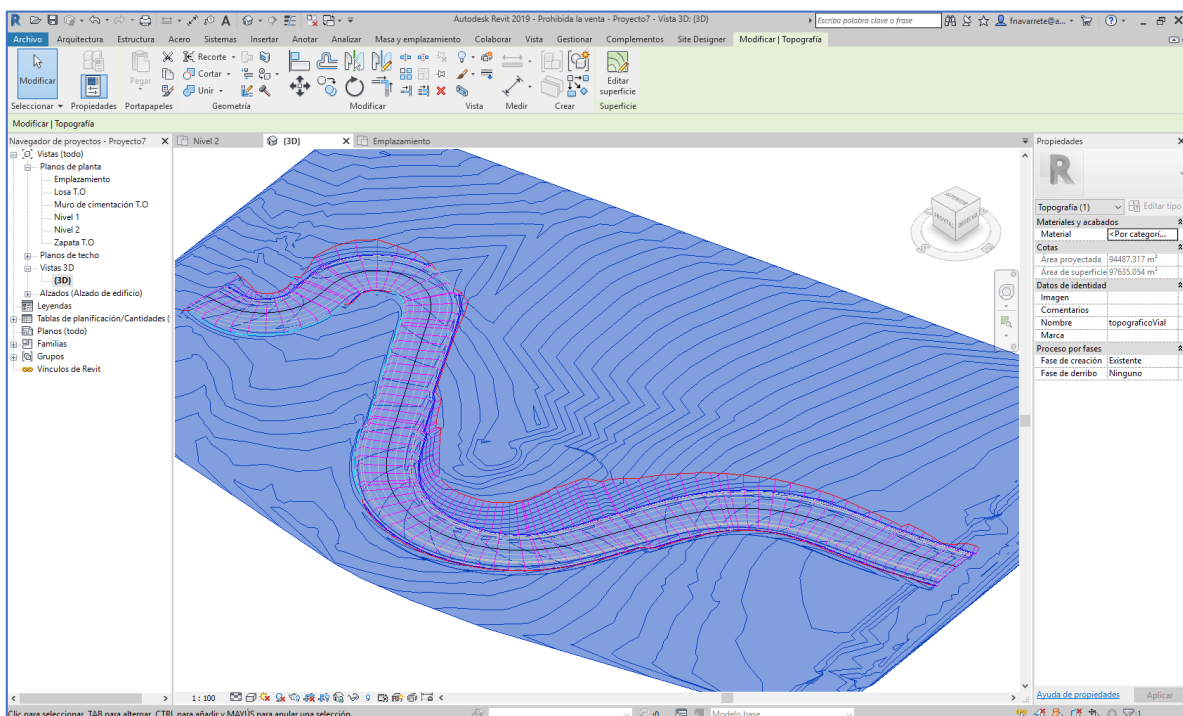 Autodesk Revit 2019 - Prohibida la venta - Proyecto7 - Vista 3D: {3D}
Escriba palabra clave o frase
fnavarrete@a...
Archivo Arquitectura Estructura Acero Sistemas Insertar Anotar Analizar Masa y emplazamiento Colaborar Vista Gestionar Complementos Site Designer Modificar | Topografía
Modificar
Pegar
Recorte
Cortar
Unir
Editar
superficie
Seleccionar Propiedades Portapapeles Geometría Modificar Vista Medir Crear Superficie
Modificar | Topografía
Navegador de proyectos - Proyecto7
Nivel 2
{3D}
Emplazamiento
Vistas (todo)
Planos de planta
Emplazamiento
Losa T.O
Muro de cimentación T.O
Nivel 1
Nivel 2
Zapata T.O
Planos de techo
Vistas 3D
{3D}
Alzados (Alzado de edificio)
Leyendas
Tablas de planificación/Cantidades (
Planos (todo)
Familias
Grupos
Vínculos de Revit
Propiedades
Topografía (1)
Editar tipo
Materiales y acabados
Material <Por categorí...
Cotas
Área proyectada 94487.317 m²
Área de superficie 97635.054 m²
Datos de identidad
Imagen
Comentarios
Nombre topograficoVial
Marca
Proceso por fases
Fase de creación Existente
Fase de derribo Ninguno
Ayuda de propiedades Aplicar
1 : 100
Clic para seleccionar, TAB para alternar, CTRL para añadir y MAYÚS para anular una selección.
:0
Modelo base
:1